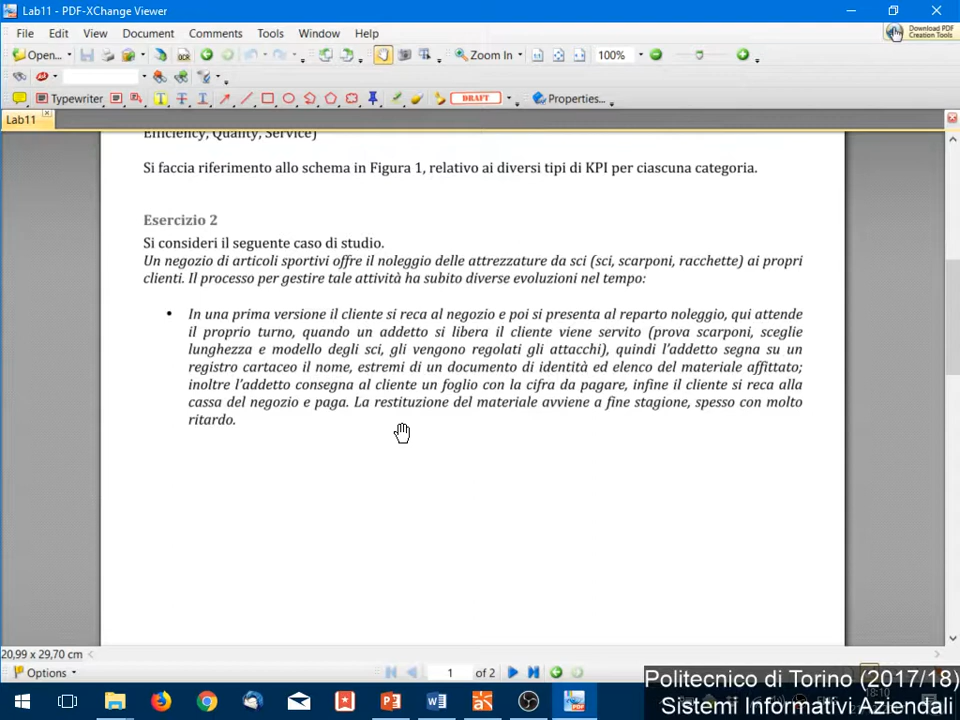 Lab11 - PDF-XChange Viewer
File Edit View Document Comments Tools Window Help
Download PDF
Creation Tools
Open... OCR Zoom In 100%
Typewriter T T T DRAFT Properties...
Lab11
Efficiency, Quality, Service)
Si faccia riferimento allo schema in Figura 1, relativo ai diversi tipi di KPI per ciascuna categoria.
Esercizio 2
Si consideri il seguente caso di studio.
Un negozio di articoli sportivi offre il noleggio delle attrezzature da sci (sci, scarponi, racchette) ai propri
clienti. Il processo per gestire tale attività ha subito diverse evoluzioni nel tempo:
• In una prima versione il cliente si reca al negozio e poi si presenta al reparto noleggio, qui attende
il proprio turno, quando un addetto si libera il cliente viene servito (prova scarponi, sceglie
lunghezza e modello degli sci, gli vengono regolati gli attacchi), quindi l'addetto segna su un
registro cartaceo il nome, estremi di un documento di identità ed elenco del materiale affittato;
inoltre l'addetto consegna al cliente un foglio con la cifra da pagare, infine il cliente si reca alla
cassa del negozio e paga. La restituzione del materiale avviene a fine stagione, spesso con molto
ritardo.
20,99 x 29,70 cm
Options 1 of 2
Politecnico di Torino (2017/18)
Sistemi Informativi Aziendali
18:10